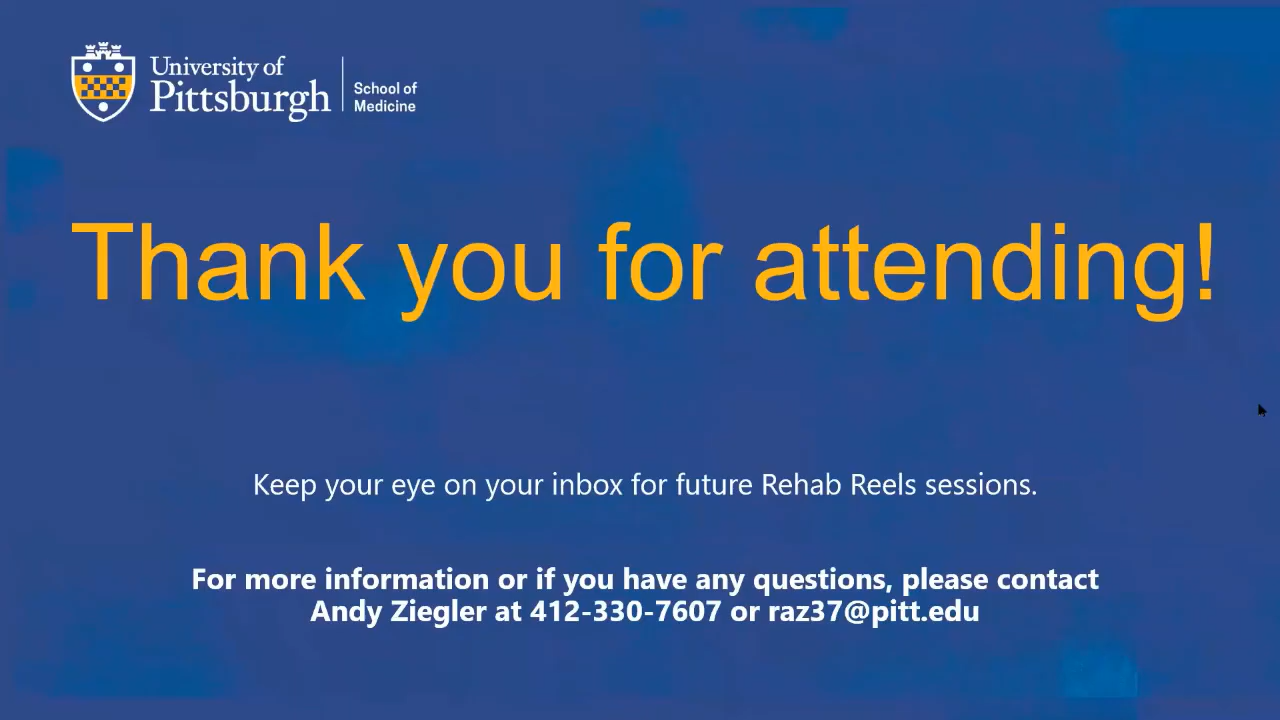 University of
Pittsburgh
School of
Medicine
Thank you for attending!
Keep your eye on your inbox for future Rehab Reels sessions.
For more information or if you have any questions, please contact
Andy Ziegler at 412-330-7607 or raz37@pitt.edu